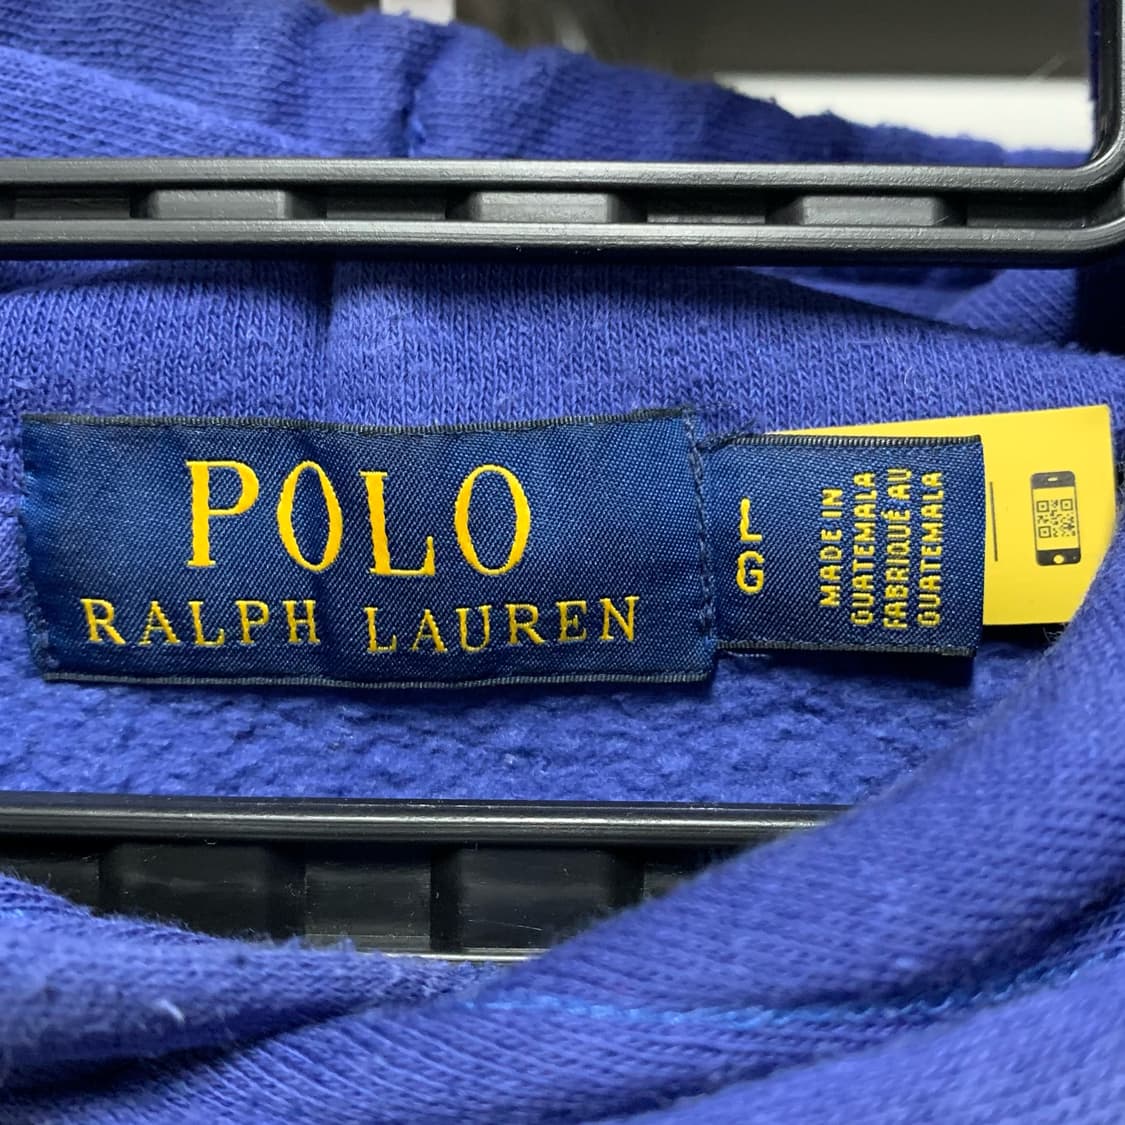 POLO
RALPH LAUREN
L
G
MADE IN
GUATEMALA
FABRIQUÉ AU
GUATEMALA